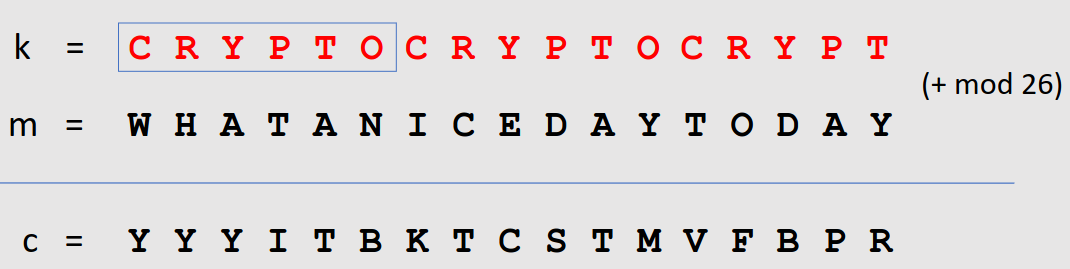 k = C R Y P T O C R Y P T O C R Y P T
(+ mod 26)
m = W H A T A N I C E D A Y T O D A Y
c = Y Y Y I T B K T C S T M V F B P R